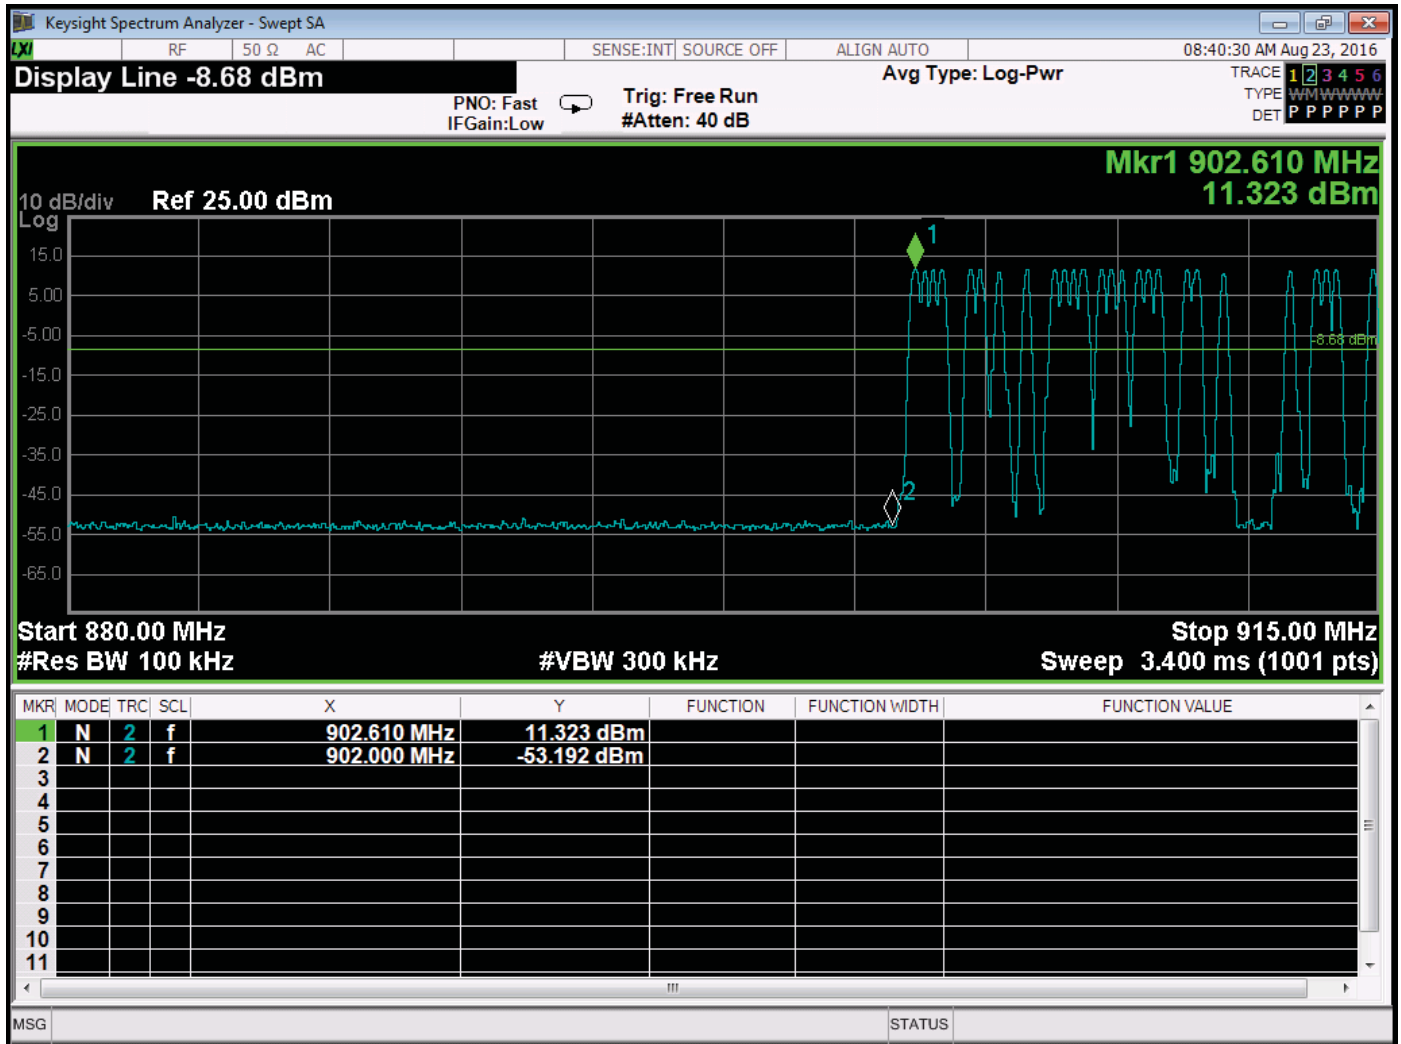 Keysight Spectrum Analyzer - Swept SA
LXI RF 50 Ω AC SENSE:INT SOURCE OFF ALIGN AUTO 08:40:30 AM Aug 23, 2016
Display Line -8.68 dBm
Avg Type: Log-Pwr
TRACE 1 2 3 4 5 6
PNO: Fast Trig: Free Run
TYPE WMWWWW
IFGain:Low #Atten: 40 dB
DET P P P P P P
Mkr1 902.610 MHz
11.323 dBm
10 dB/div Ref 25.00 dBm
Log
1
15.0
5.00
-5.00
-8.68 dBm
-15.0
-25.0
-35.0
-45.0
2
-55.0
-65.0
Start 880.00 MHz Stop 915.00 MHz
#Res BW 100 kHz #VBW 300 kHz Sweep 3.400 ms (1001 pts)
MKR MODE TRC SCL X Y FUNCTION FUNCTION WIDTH FUNCTION VALUE
1 N 2 f 902.610 MHz 11.323 dBm
2 N 2 f 902.000 MHz -53.192 dBm
3
4
5
6
7
8
9
10
11
MSG STATUS